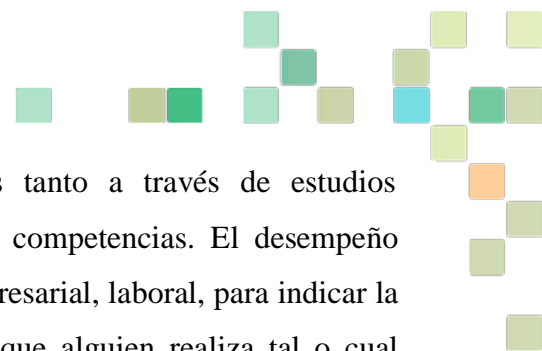 s tanto a través de estudios
competencias. El desempeño
resarial, laboral, para indicar la
que alguien realiza tal o cual